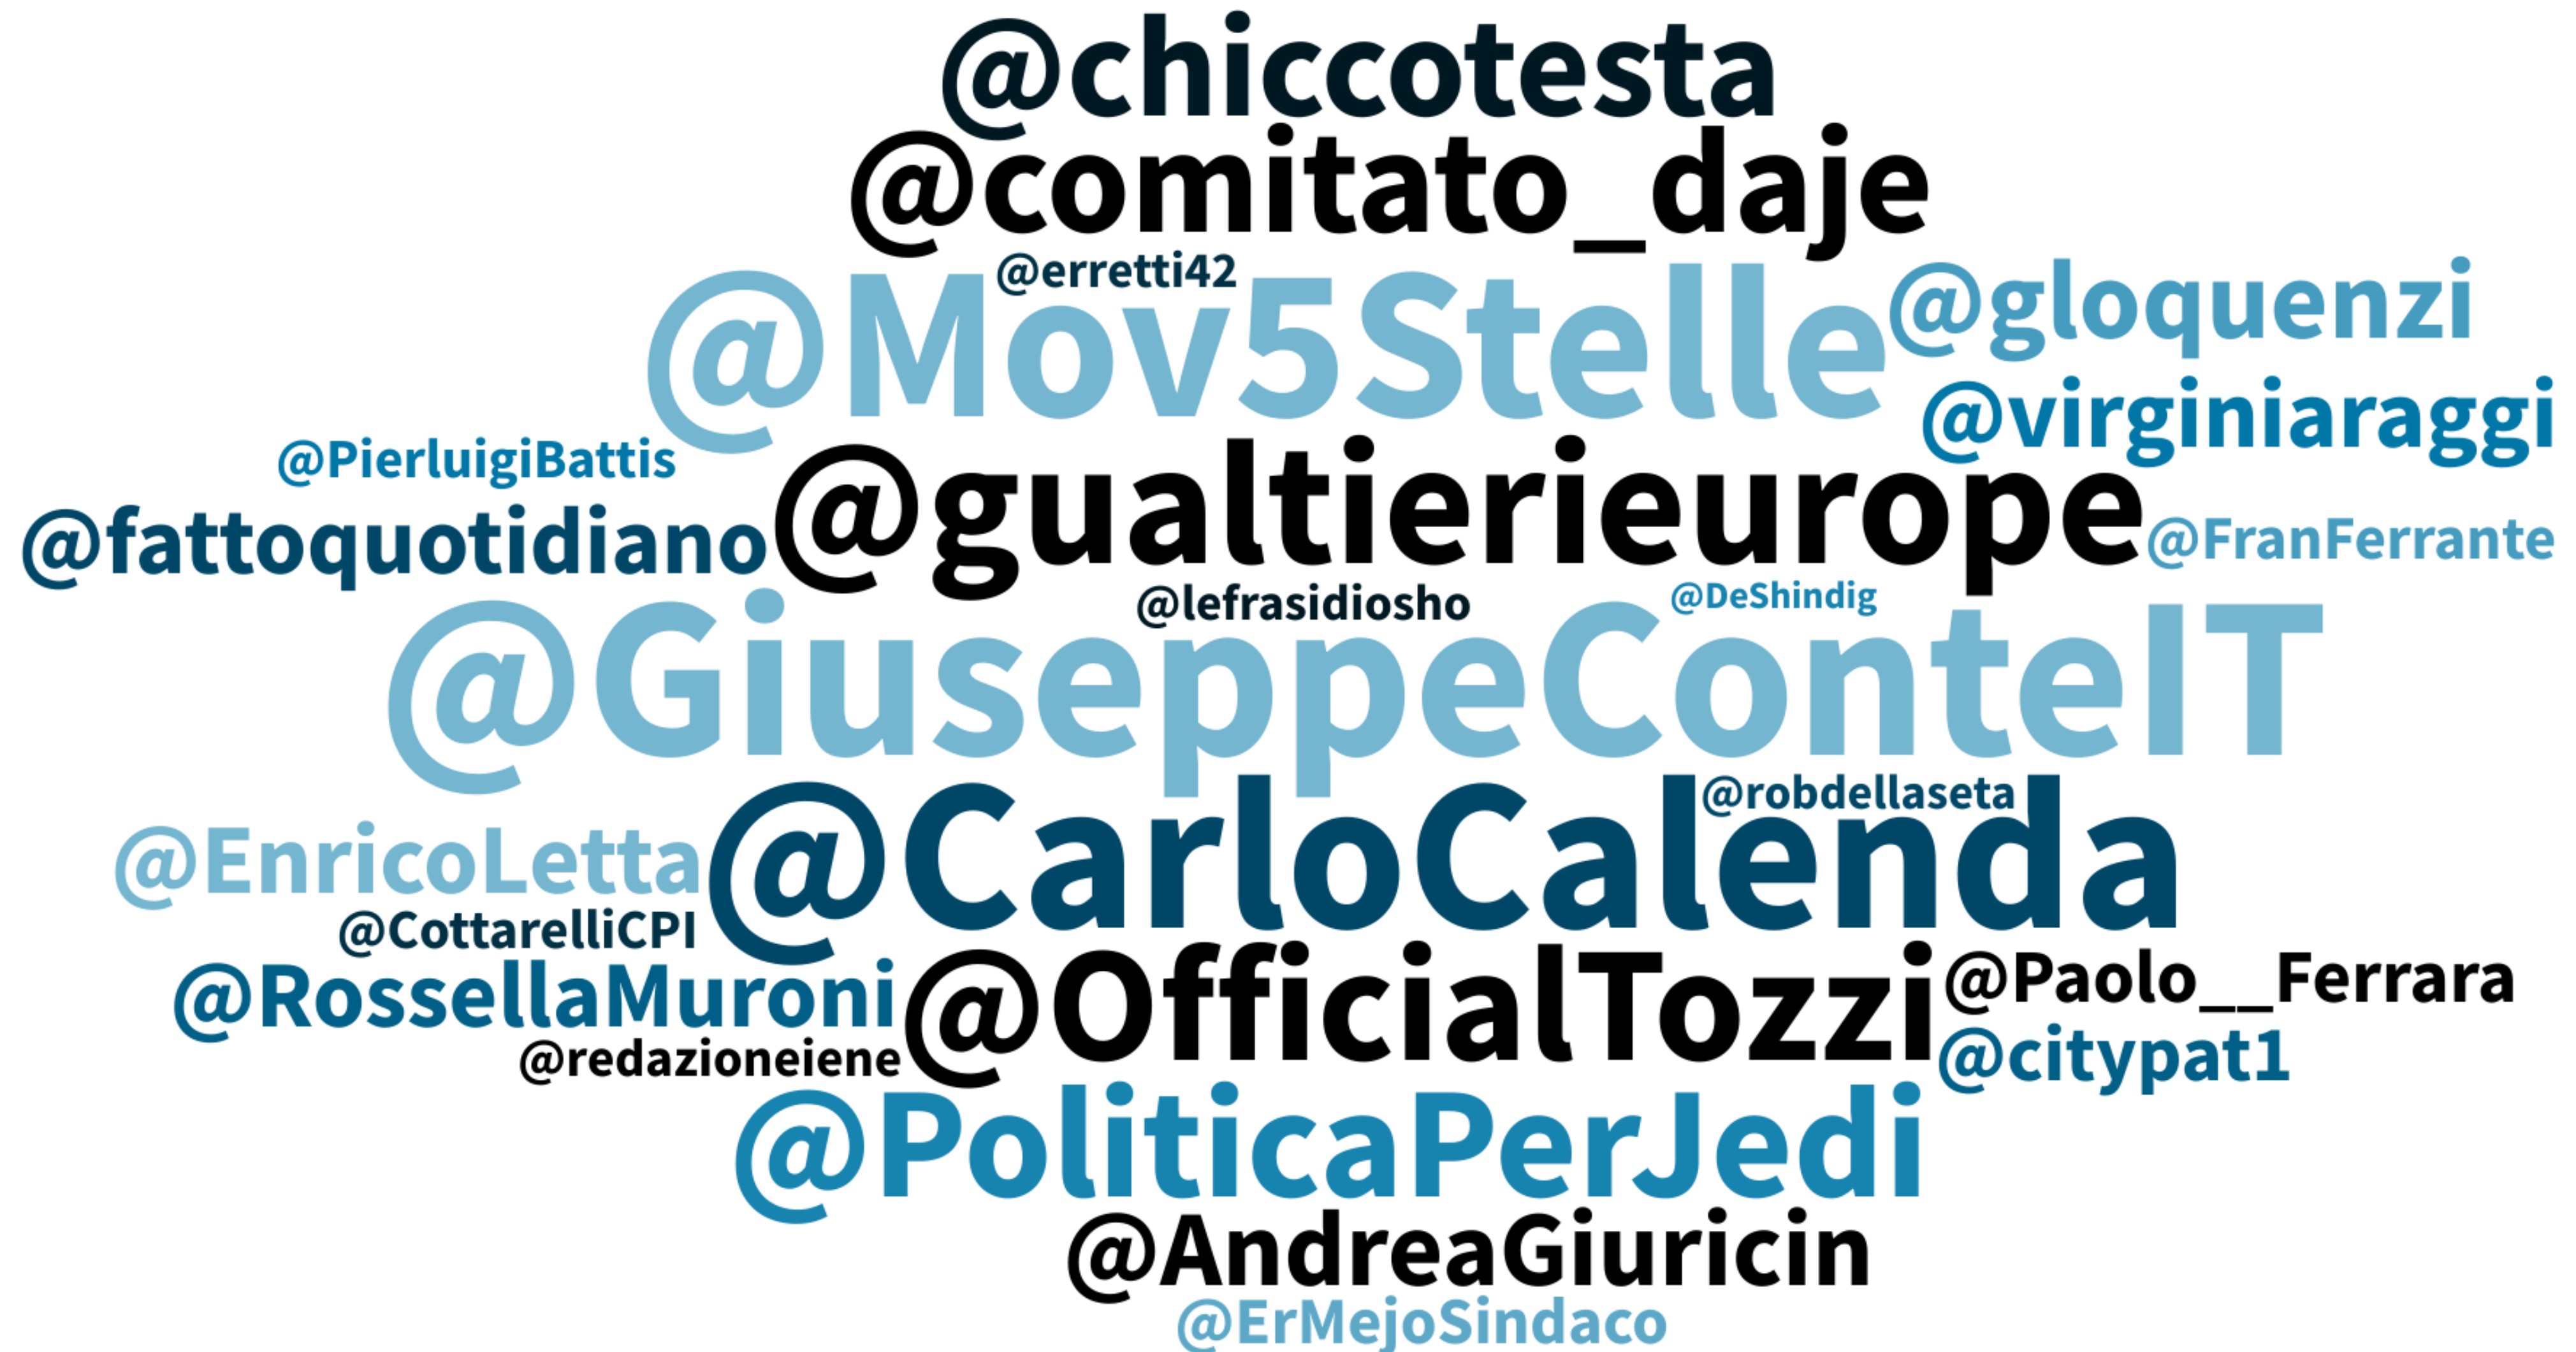 @chiccotesta
@comitato_daje
@erretti42
@Mov5Stelle
@gloquenzi
@virginiaraggi
@PierluigiBattis
@gualtierieurope
@fattoquotidiano
@FranFerrante
@lefrasidiosho
@DeShindig
@GiuseppeConteIT
@robdellaseta
@CarloCalenda
@EnricoLetta
@CottarelliCPI
@RossellaMuroni
@OfficialTozzi
@Paolo__Ferrara
@redazioneiene
@citypat1
@PoliticaPerJedi
@AndreaGiuricin
@ErMejoSindaco